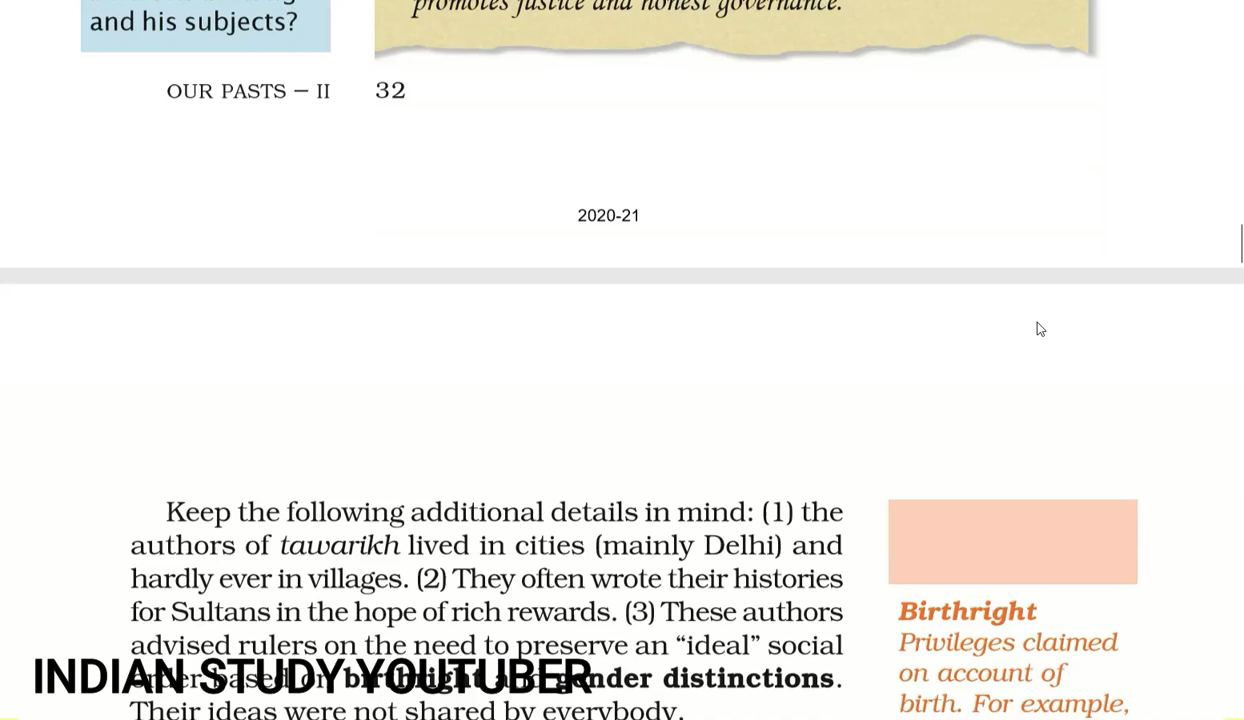 and his subjects?
promotes justice and honest governance.
OUR PASTS – II 32
2020-21
Keep the following additional details in mind: (1) the
authors of tawarikh lived in cities (mainly Delhi) and
hardly ever in villages. (2) They often wrote their histories
for Sultans in the hope of rich rewards. (3) These authors
advised rulers on the need to preserve an “ideal” social
order based on birthright and gender distinctions.
Their ideas were not shared by everybody.
Birthright
Privileges claimed
on account of
birth. For example,
INDIAN STUDY YOUTUBER